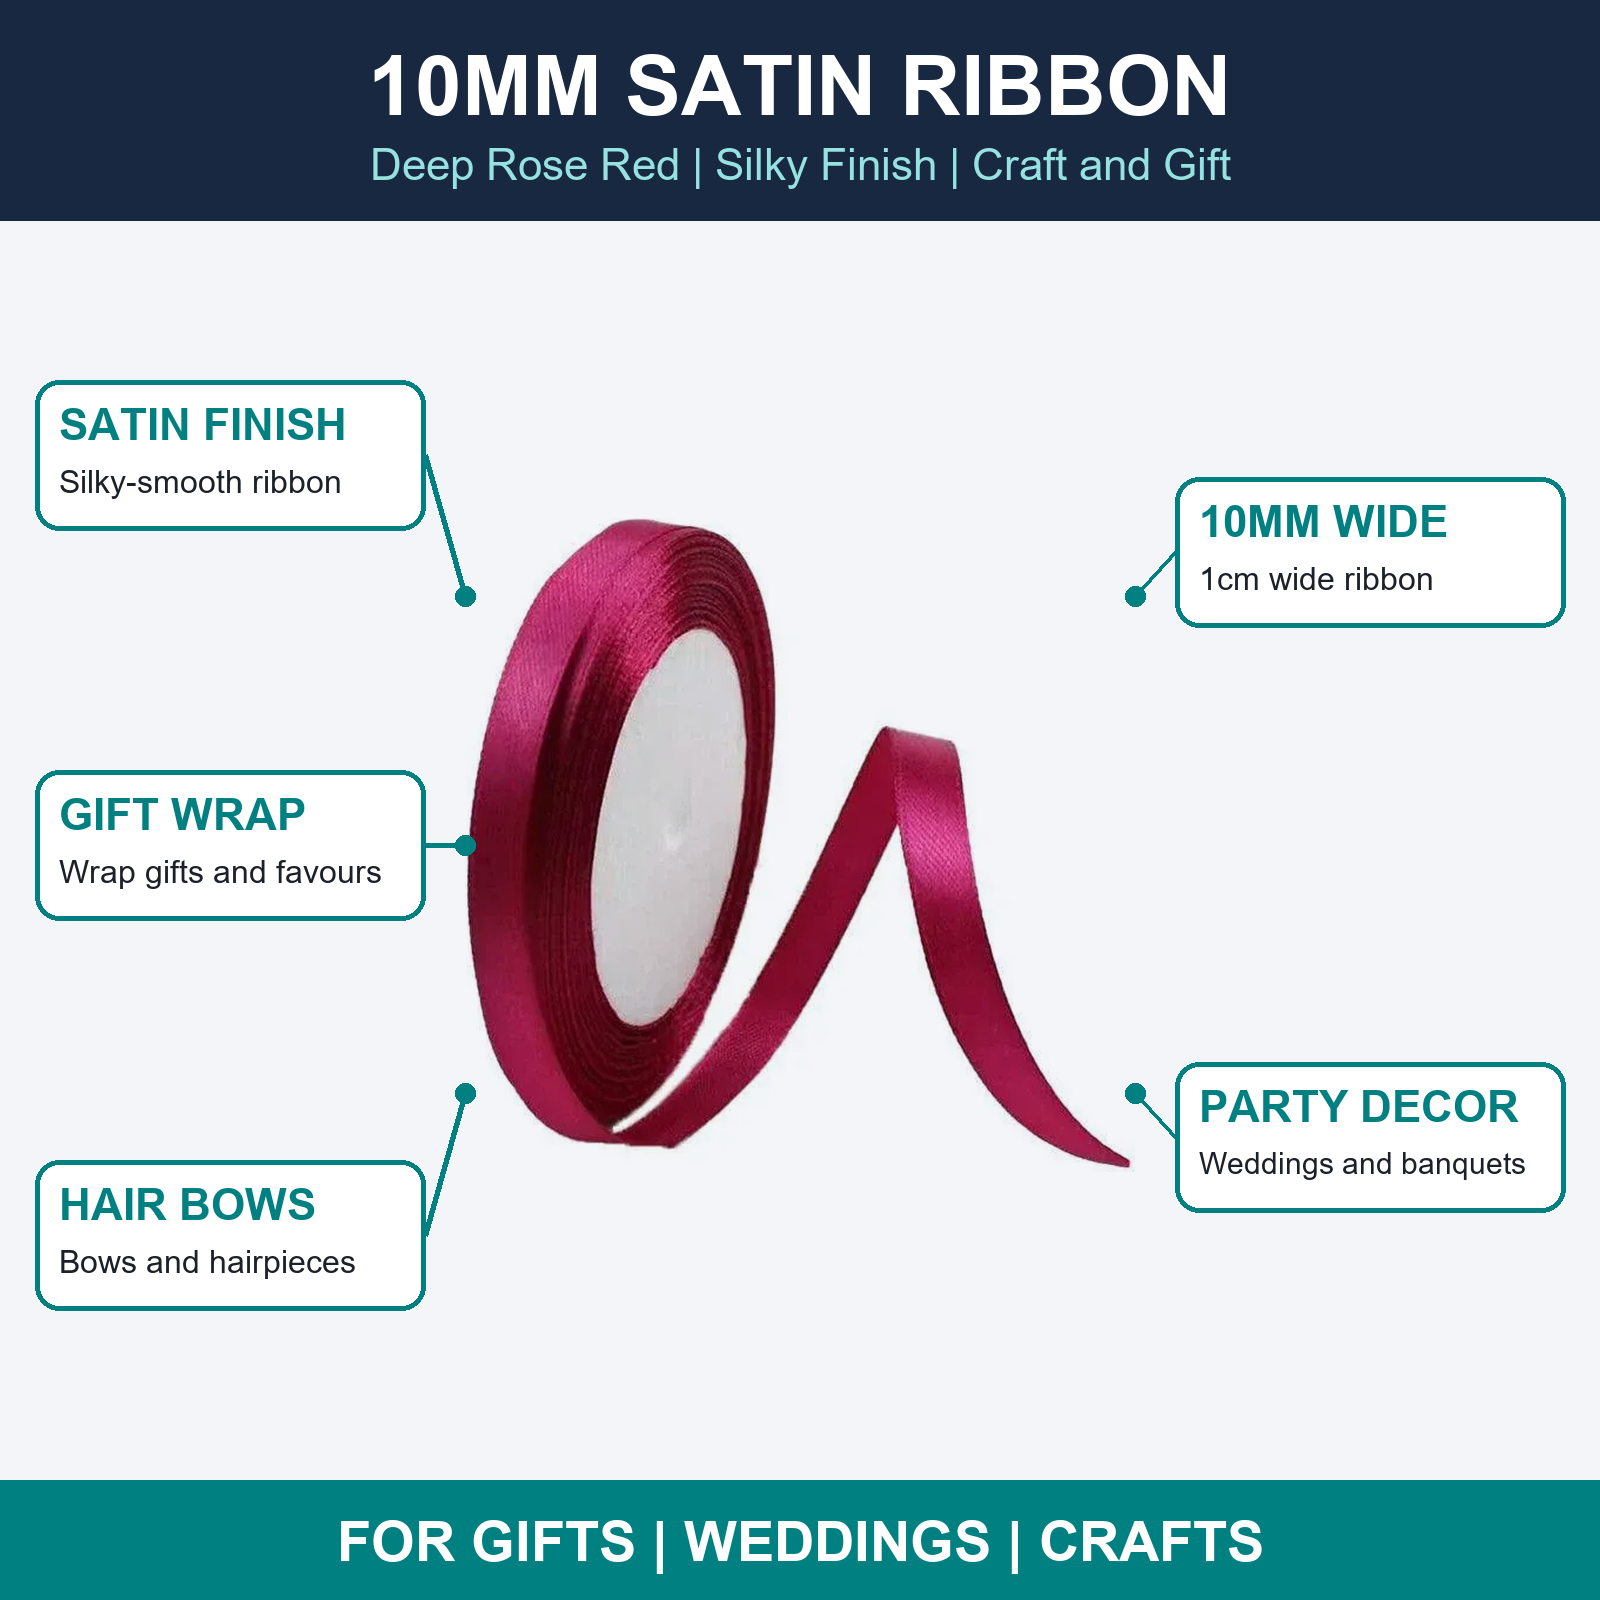 10MM SATIN RIBBON
Deep Rose Red | Silky Finish | Craft and Gift
SATIN FINISH
Silky-smooth ribbon
10MM WIDE
1cm wide ribbon
GIFT WRAP
Wrap gifts and favours
PARTY DECOR
Weddings and banquets
HAIR BOWS
Bows and hairpieces
FOR GIFTS | WEDDINGS | CRAFTS